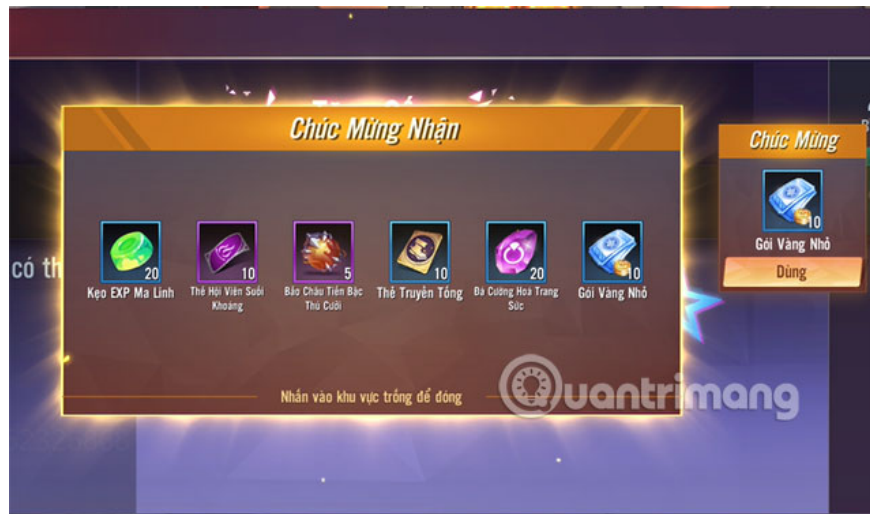 Chúc Mừng Nhận
Chúc Mừng
20
10
5
10
20
10
10
Kẹo EXP Ma Linh
Thẻ Hội Viên Suối
Khoáng
Bảo Châu Tiến Bậc
Thú Cưỡi
Thẻ Truyền Tống
Đá Cường Hoá Trang
Sức
Gói Vàng Nhỏ
Gói Vàng Nhỏ
Dùng
có th
Nhấn vào khu vực trống để đóng
Quantrimang